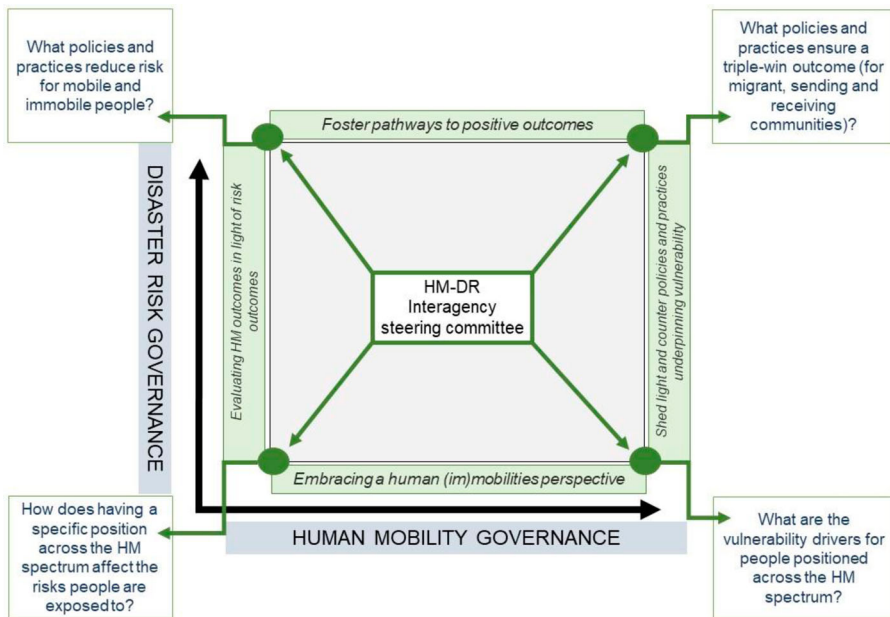 What policies and
practices reduce risk
for mobile and
immobile people?
What policies and
practices ensure a
triple-win outcome (for
migrant, sending and
receiving
communities)?
Foster pathways to positive outcomes
DISASTER RISK GOVERNANCE
Evaluating HM outcomes in light of risk
outcomes
HM-DR
Interagency
steering committee
Shed light and counter policies and practices
underpinning vulnerability
Embracing a human (im)mobilities perspective
HUMAN MOBILITY GOVERNANCE
How does having a
specific position
across the HM
spectrum affect the
risks people are
exposed to?
What are the
vulnerability drivers for
people positioned
across the HM
spectrum?